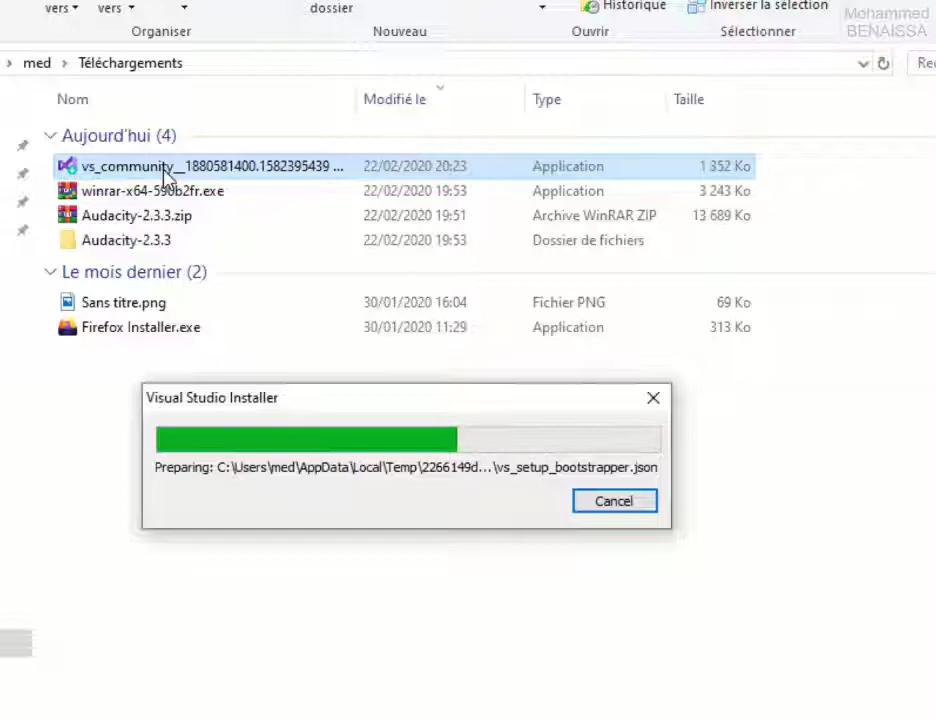 vers vers dossier Historique Inverser la sélection
Organiser Nouveau Ouvrir Sélectionner
Mohammed
BENAISSA
med Téléchargements
Nom Modifié le Type Taille
Aujourd'hui (4)
vs_community__1880581400.1582395439 ... 22/02/2020 20:23 Application 1 352 Ko
winrar-x64-590b2fr.exe 22/02/2020 19:53 Application 3 243 Ko
Audacity-2.3.3.zip 22/02/2020 19:51 Archive WinRAR ZIP 13 689 Ko
Audacity-2.3.3 22/02/2020 19:53 Dossier de fichiers
Le mois dernier (2)
Sans titre.png 30/01/2020 16:04 Fichier PNG 69 Ko
Firefox Installer.exe 30/01/2020 11:29 Application 313 Ko
Visual Studio Installer
Preparing: C:\Users\med\AppData\Local\Temp\2266149d...\vs_setup_bootstrapper.json
Cancel